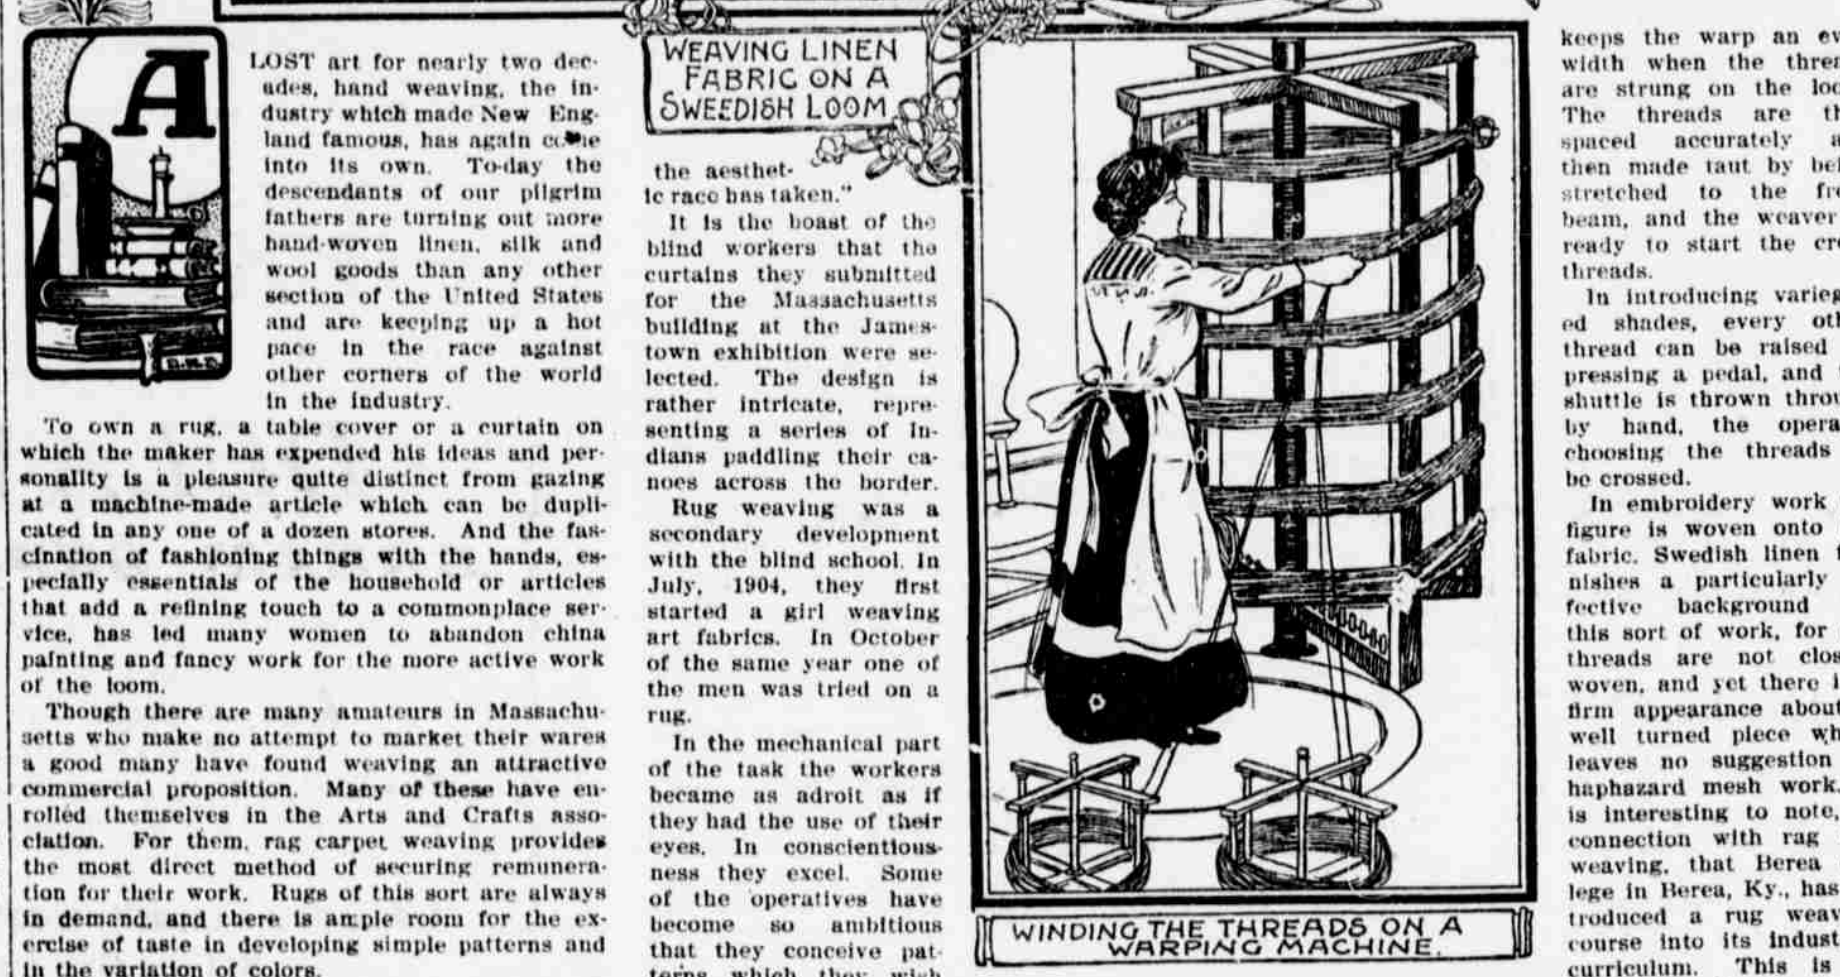 A
LOST art for nearly two dec-
ades, hand weaving, the in-
dustry which made New Eng-
land famous, has again come
into its own. To-day the
descendants of our pilgrim
fathers are turning out more
hand-woven linen, silk and
wool goods than any other
section of the United States
and are keeping up a hot
pace in the race against
other corners of the world
in the industry.
To own a rug, a table cover or a curtain on
which the maker has expended his ideas and per-
sonality is a pleasure quite distinct from gazing
at a machine-made article which can be dupli-
cated in any one of a dozen stores. And the fas-
cination of fashioning things with the hands, es-
pecially essentials of the household or articles
that add a refining touch to a commonplace ser-
vice, has led many women to abandon china
painting and fancy work for the more active work
of the loom.
Though there are many amateurs in Massachu-
setts who make no attempt to market their wares
a good many have found weaving an attractive
commercial proposition. Many of these have en-
rolled themselves in the Arts and Crafts asso-
ciation. For them, rag carpet weaving provides
the most direct method of securing remunera-
tion for their work. Rugs of this sort are always
in demand, and there is ample room for the ex-
ercise of taste in developing simple patterns and
in the variation of colors.
WEAVING LINEN
FABRIC ON A
SWEEDISH LOOM
the aesthet-
ic race has taken."
It is the boast of the
blind workers that the
curtains they submitted
for the Massachusetts
building at the James-
town exhibition were se-
lected. The design is
rather intricate, repre-
senting a series of In-
dians paddling their ca-
noes across the border.
Rug weaving was a
secondary development
with the blind school. In
July, 1904, they first
started a girl weaving
art fabrics. In October
of the same year one of
the men was tried on a
rug.
In the mechanical part
of the task the workers
became as adroit as if
they had the use of their
eyes. In conscientious-
ness they excel. Some
of the operatives have
become so ambitious
that they conceive pat-
terns which they wish
WINDING THE THREADS ON A
WARPING MACHINE.
keeps the warp an
width when the
are strung on the
The threads are
spaced accurately
then made taut by
stretched to the
beam, and the weaver
ready to start the
threads.
In introducing
ed shades, every
thread can be raised
pressing a pedal, and
shuttle is thrown
by hand, the
choosing the threads
be crossed.
In embroidery work
figure is woven onto
fabric. Swedish linen
nishes a particularly
fective background
this sort of work, for
threads are not
woven, and yet there
firm appearance about
well turned piece
leaves no suggestion
haphazard mesh work.
is interesting to note,
connection with rag
weaving, that Berea
lege in Berea, Ky., has
troduced a rug
course into its
curriculum. This is